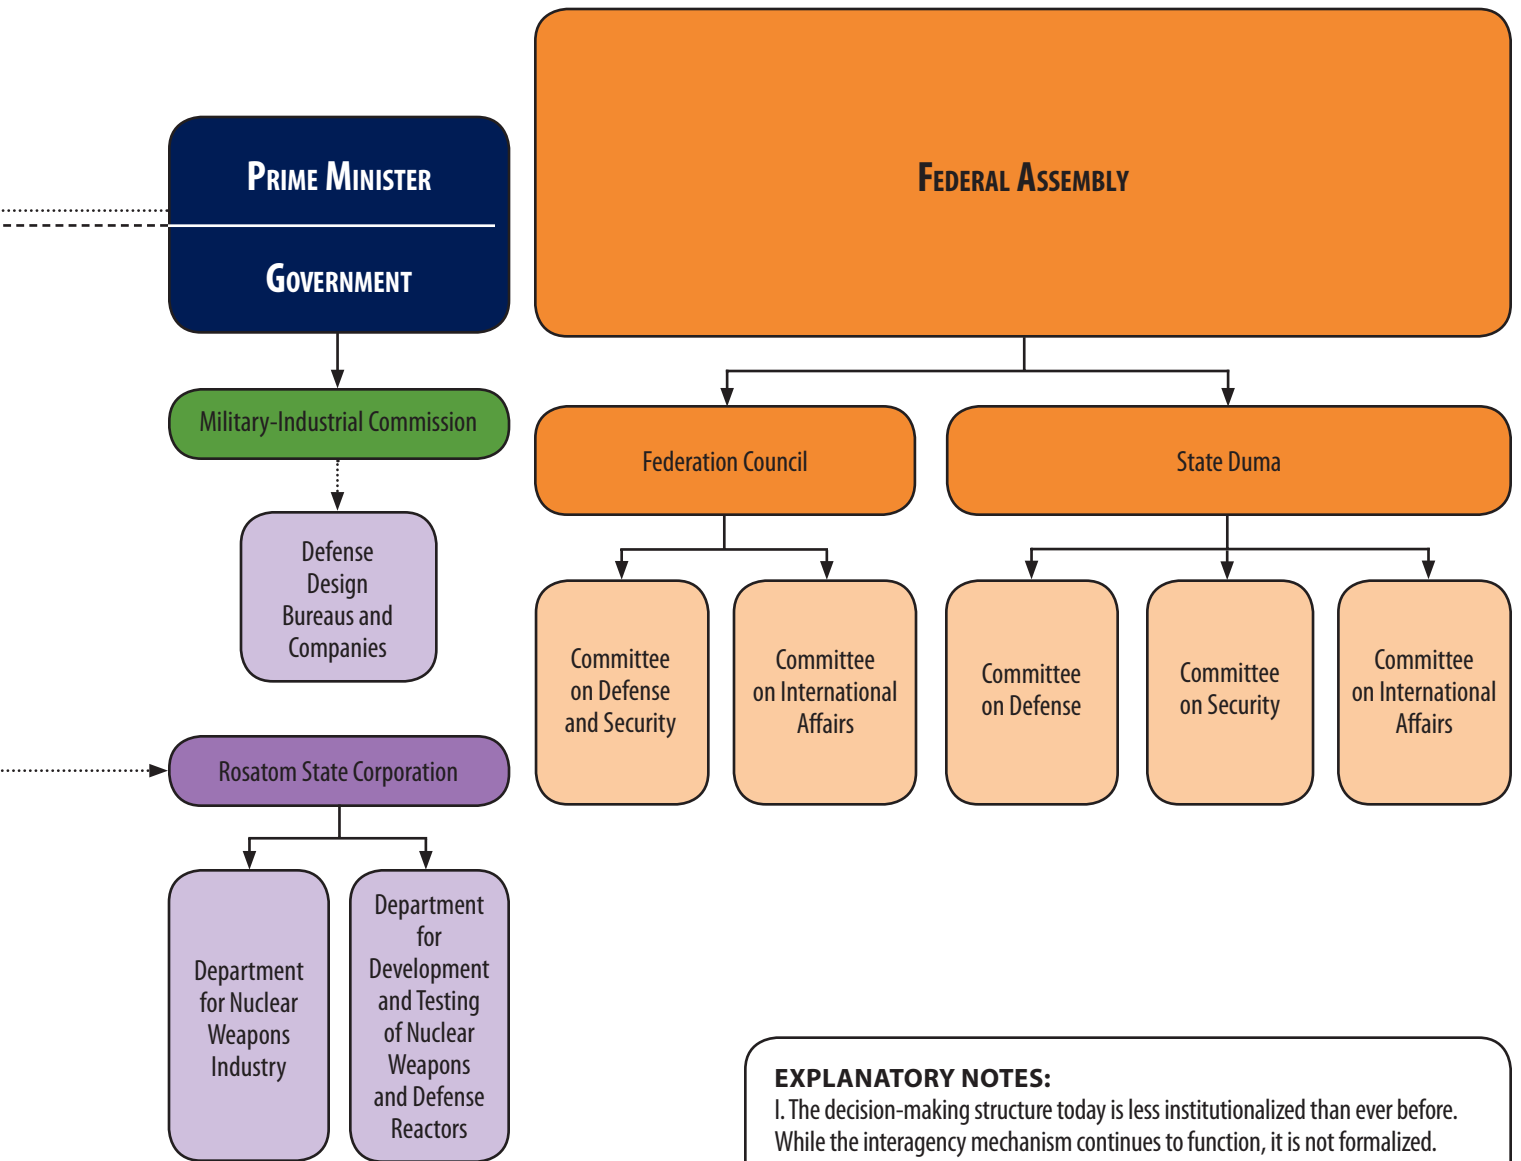 PRIME MINISTER
GOVERNMENT
Military-Industrial Commission
Defense
Design
Bureaus and
Companies
Rosatom State Corporation
Department
for Nuclear
Weapons
Industry
Department
for
Development
and Testing
of Nuclear
Weapons
and Defense
Reactors
FEDERAL ASSEMBLY
Federation Council
State Duma
Committee
on Defense
and Security
Committee
on International
Affairs
Committee
on Defense
Committee
on Security
Committee
on International
Affairs
EXPLANATORY NOTES:
I. The decision-making structure today is less institutionalized than ever before.
While the interagency mechanism continues to function, it is not formalized.